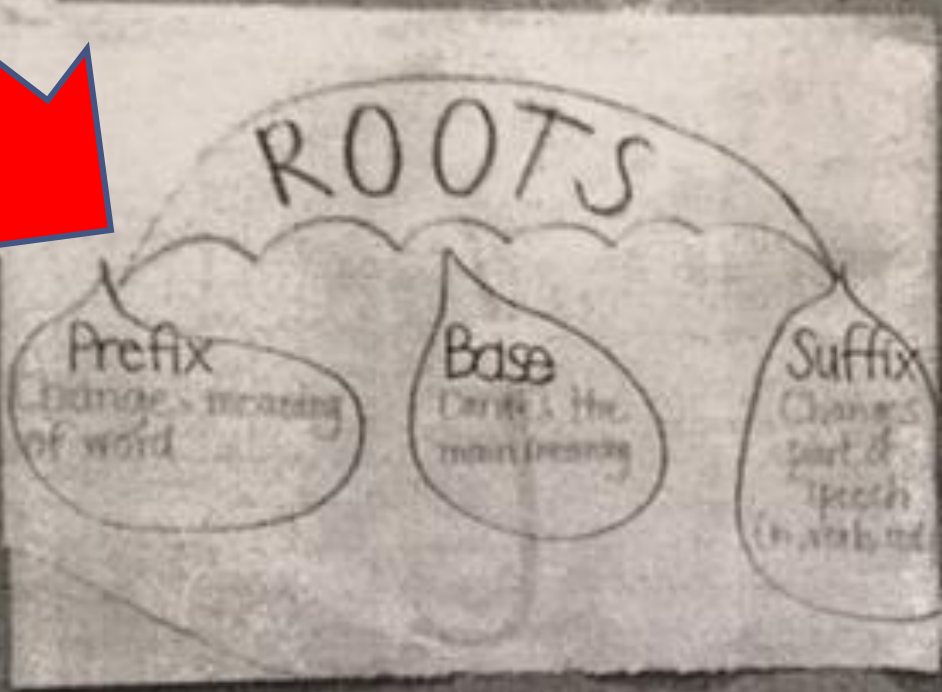 ROOTS
Prefix
Changes meaning
of word
Base
Carries the
main meaning
Suffix
Changes
part of
speech